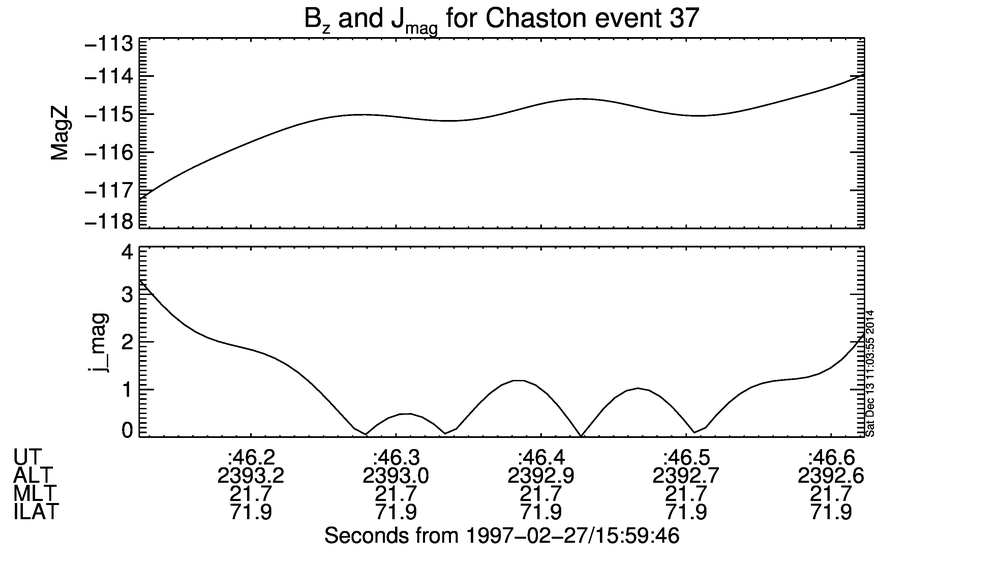 Bz and Jmag for Chaston event 37
−113
−114
−115
−116
−117
−118
MagZ
4
3
2
1
0
j_mag
Sat Dec 13 11:03:55 2014
UT :46.2 :46.3 :46.4 :46.5 :46.6
ALT 2393.2 2393.0 2392.9 2392.7 2392.6
MLT 21.7 21.7 21.7 21.7 21.7
ILAT 71.9 71.9 71.9 71.9 71.9
Seconds from 1997−02−27/15:59:46